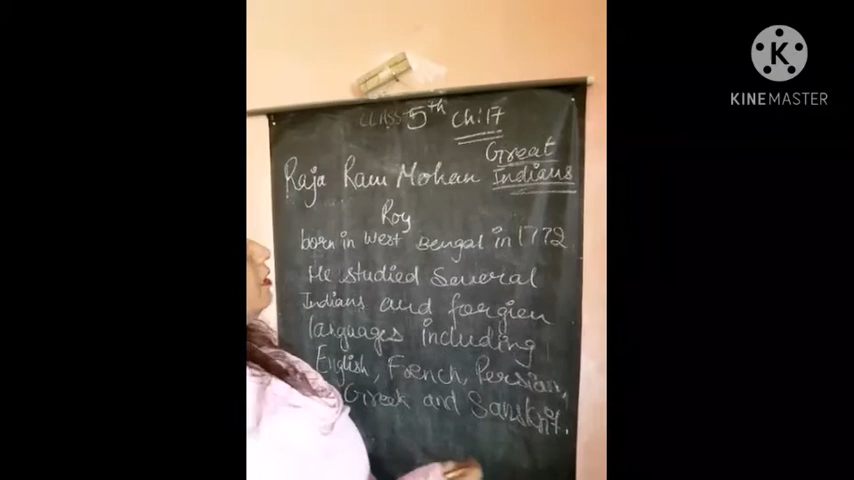 CLASS 5th Ch:17
Great
Raja Ram Mohan Indians
Roy
born in West Bengal in 1772.
He studied Several
Indians and forgien
languages including
English, French, Persian,
Greek and Sanskrit.
K
KINEMASTER